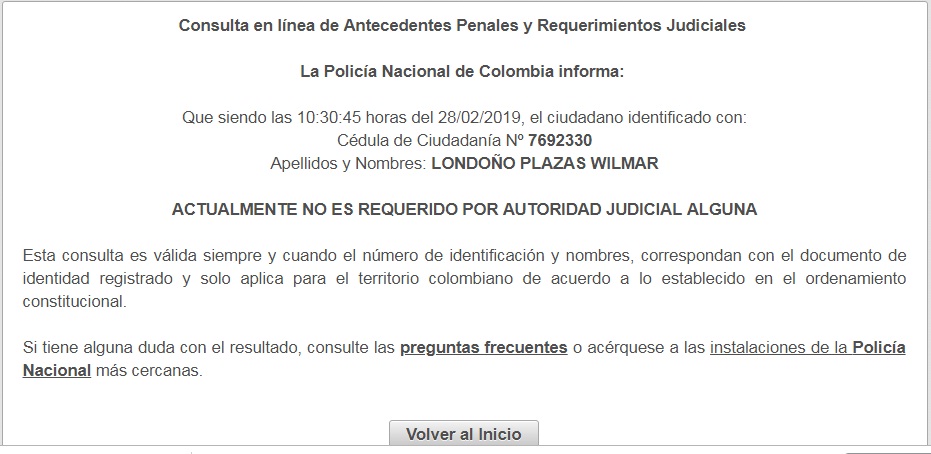 Consulta en línea de Antecedentes Penales y Requerimientos Judiciales
La Policía Nacional de Colombia informa:
Que siendo las 10:30:45 horas del 28/02/2019, el ciudadano identificado con:
Cédula de Ciudadanía Nº 7692330
Apellidos y Nombres: LONDOÑO PLAZAS WILMAR
ACTUALMENTE NO ES REQUERIDO POR AUTORIDAD JUDICIAL ALGUNA
Esta consulta es válida siempre y cuando el número de identificación y nombres, correspondan con el documento de
identidad registrado y solo aplica para el territorio colombiano de acuerdo a lo establecido en el ordenamiento
constitucional.
Si tiene alguna duda con el resultado, consulte las preguntas frecuentes o acérquese a las instalaciones de la Policía
Nacional más cercanas.
Volver al Inicio